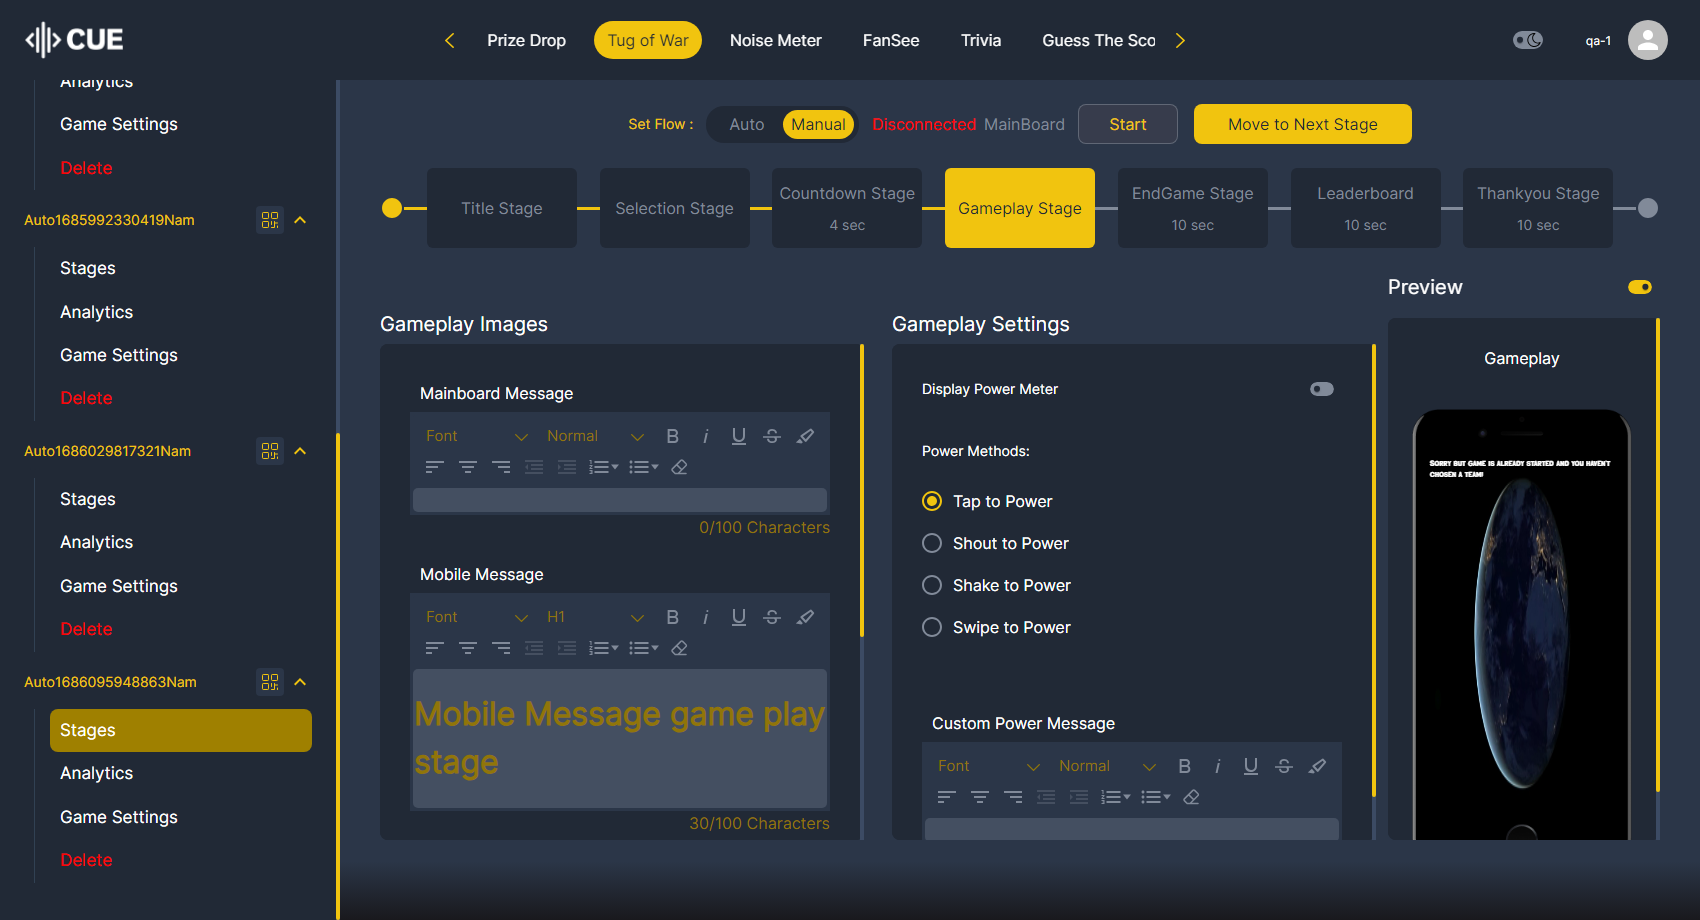 CUE
Prize Drop
Tug of War
Noise Meter
FanSee
Trivia
Guess The Sco
qa-1
Analytics
Game Settings
Delete
Auto1685992330419Nam
Stages
Analytics
Game Settings
Delete
Auto1686029817321Nam
Stages
Analytics
Game Settings
Delete
Auto1686095948863Nam
Stages
Analytics
Game Settings
Delete
Set Flow :
Auto
Manual
Disconnected MainBoard
Start
Move to Next Stage
Title Stage
Selection Stage
Countdown Stage
4 sec
Gameplay Stage
EndGame Stage
10 sec
Leaderboard
10 sec
Thankyou Stage
10 sec
Gameplay Images
Mainboard Message
Font
Normal
0/100 Characters
Mobile Message
Font
H1
Mobile Message game play
stage
30/100 Characters
Gameplay Settings
Display Power Meter
Power Methods:
Tap to Power
Shout to Power
Shake to Power
Swipe to Power
Custom Power Message
Font
Normal
Preview
Gameplay
Sorry but game is already started and you haven't
chosen a team!